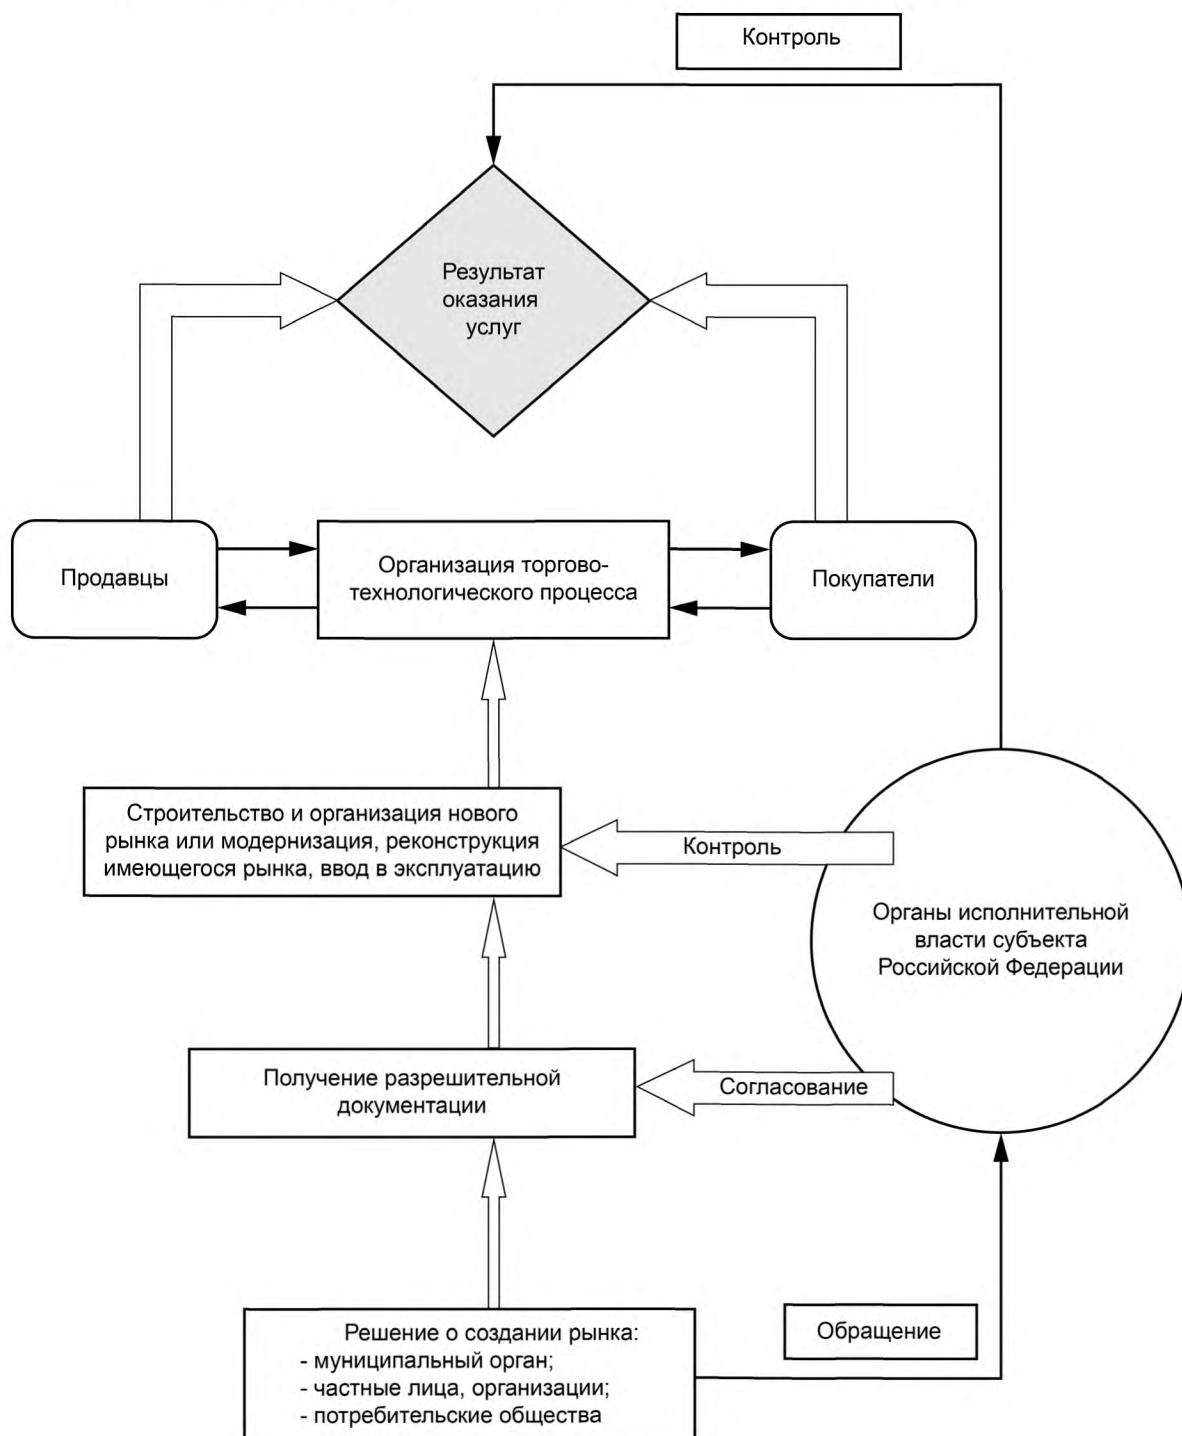 Контроль
Результат
оказания
услуг
Продавцы
Организация торгово-
технологического процесса
Покупатели
Строительство и организация нового
рынка или модернизация, реконструкция
имеющегося рынка, ввод в эксплуатацию
Контроль
Органы исполнительной
власти субъекта
Российской Федерации
Получение разрешительной
документации
Согласование
Решение о создании рынка:
- муниципальный орган;
- частные лица, организации;
- потребительские общества
Обращение